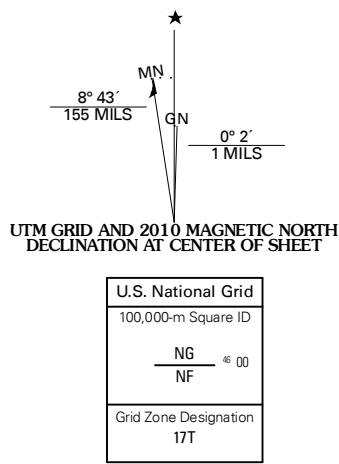 ★
MN
8° 43´
155 MILS
GN
0° 2´
1 MILS
UTM GRID AND 2010 MAGNETIC NORTH
DECLINATION AT CENTER OF SHEET
U.S. National Grid
100,000-m Square ID
NG
46 00
NF
Grid Zone Designation
17T